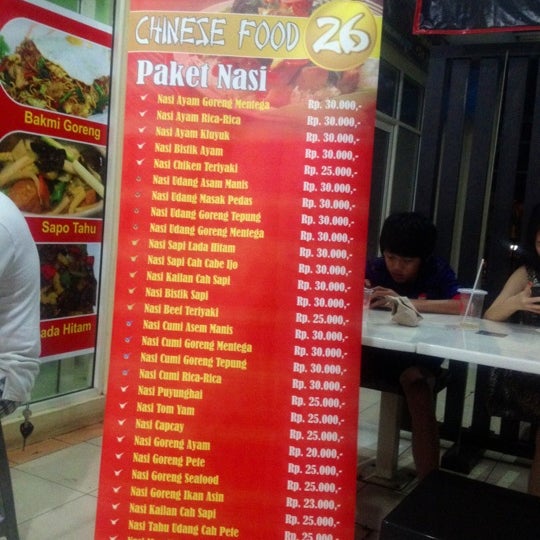 CHINESE FOOD 26
Paket Nasi
Nasi Ayam Goreng Mentega Rp. 30.000,-
Nasi Ayam Rica-Rica Rp. 30.000,-
Nasi Ayam Kluyuk Rp. 30.000,-
Nasi Bistik Ayam Rp. 30.000,-
Nasi Chiken Teriyaki Rp. 25.000,-
Nasi Udang Asam Manis Rp. 30.000,-
Nasi Udang Masak Pedas Rp. 30.000,-
Nasi Udang Goreng Tepung Rp. 30.000,-
Nasi Udang Goreng Mentega Rp. 30.000,-
Nasi Sapi Lada Hitam Rp. 30.000,-
Nasi Sapi Cah Cabe Ijo Rp. 30.000,-
Nasi Kailan Cah Sapi Rp. 30.000,-
Nasi Bistik Sapi Rp. 30.000,-
Nasi Beef Teriyaki Rp. 25.000,-
Nasi Cumi Asem Manis Rp. 30.000,-
Nasi Cumi Goreng Mentega Rp. 30.000,-
Nasi Cumi Goreng Tepung Rp. 30.000,-
Nasi Cumi Rica-Rica Rp. 30.000,-
Nasi Puyunghai Rp. 25.000,-
Nasi Tom Yam Rp. 25.000,-
Nasi Capcay Rp. 25.000,-
Nasi Goreng Ayam Rp. 20.000,-
Nasi Goreng Pete Rp. 25.000,-
Nasi Goreng Seafood Rp. 25.000,-
Nasi Goreng Ikan Asin Rp. 23.000,-
Nasi Kailan Cah Sapi Rp. 25.000,-
Nasi Tahu Udang Cah Pete Rp. 25.000,-
Bakmi Goreng
Sapo Tahu
ada Hitam